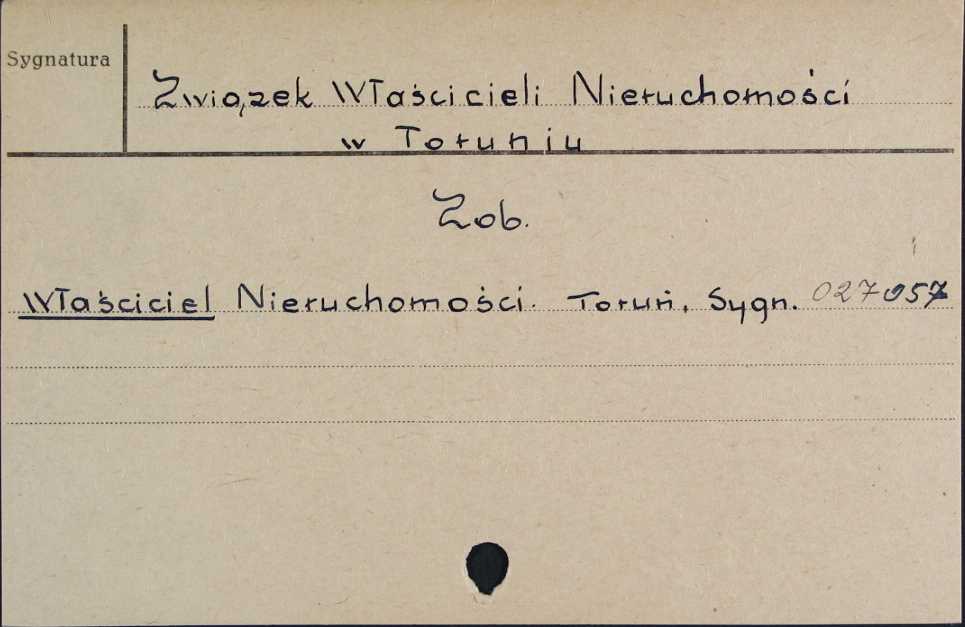 Sygnatura
Związek Właścicieli Nieruchomości
w Toruniu
Zob.
Właściciel Nieruchomości. Toruń. Sygn. 027057